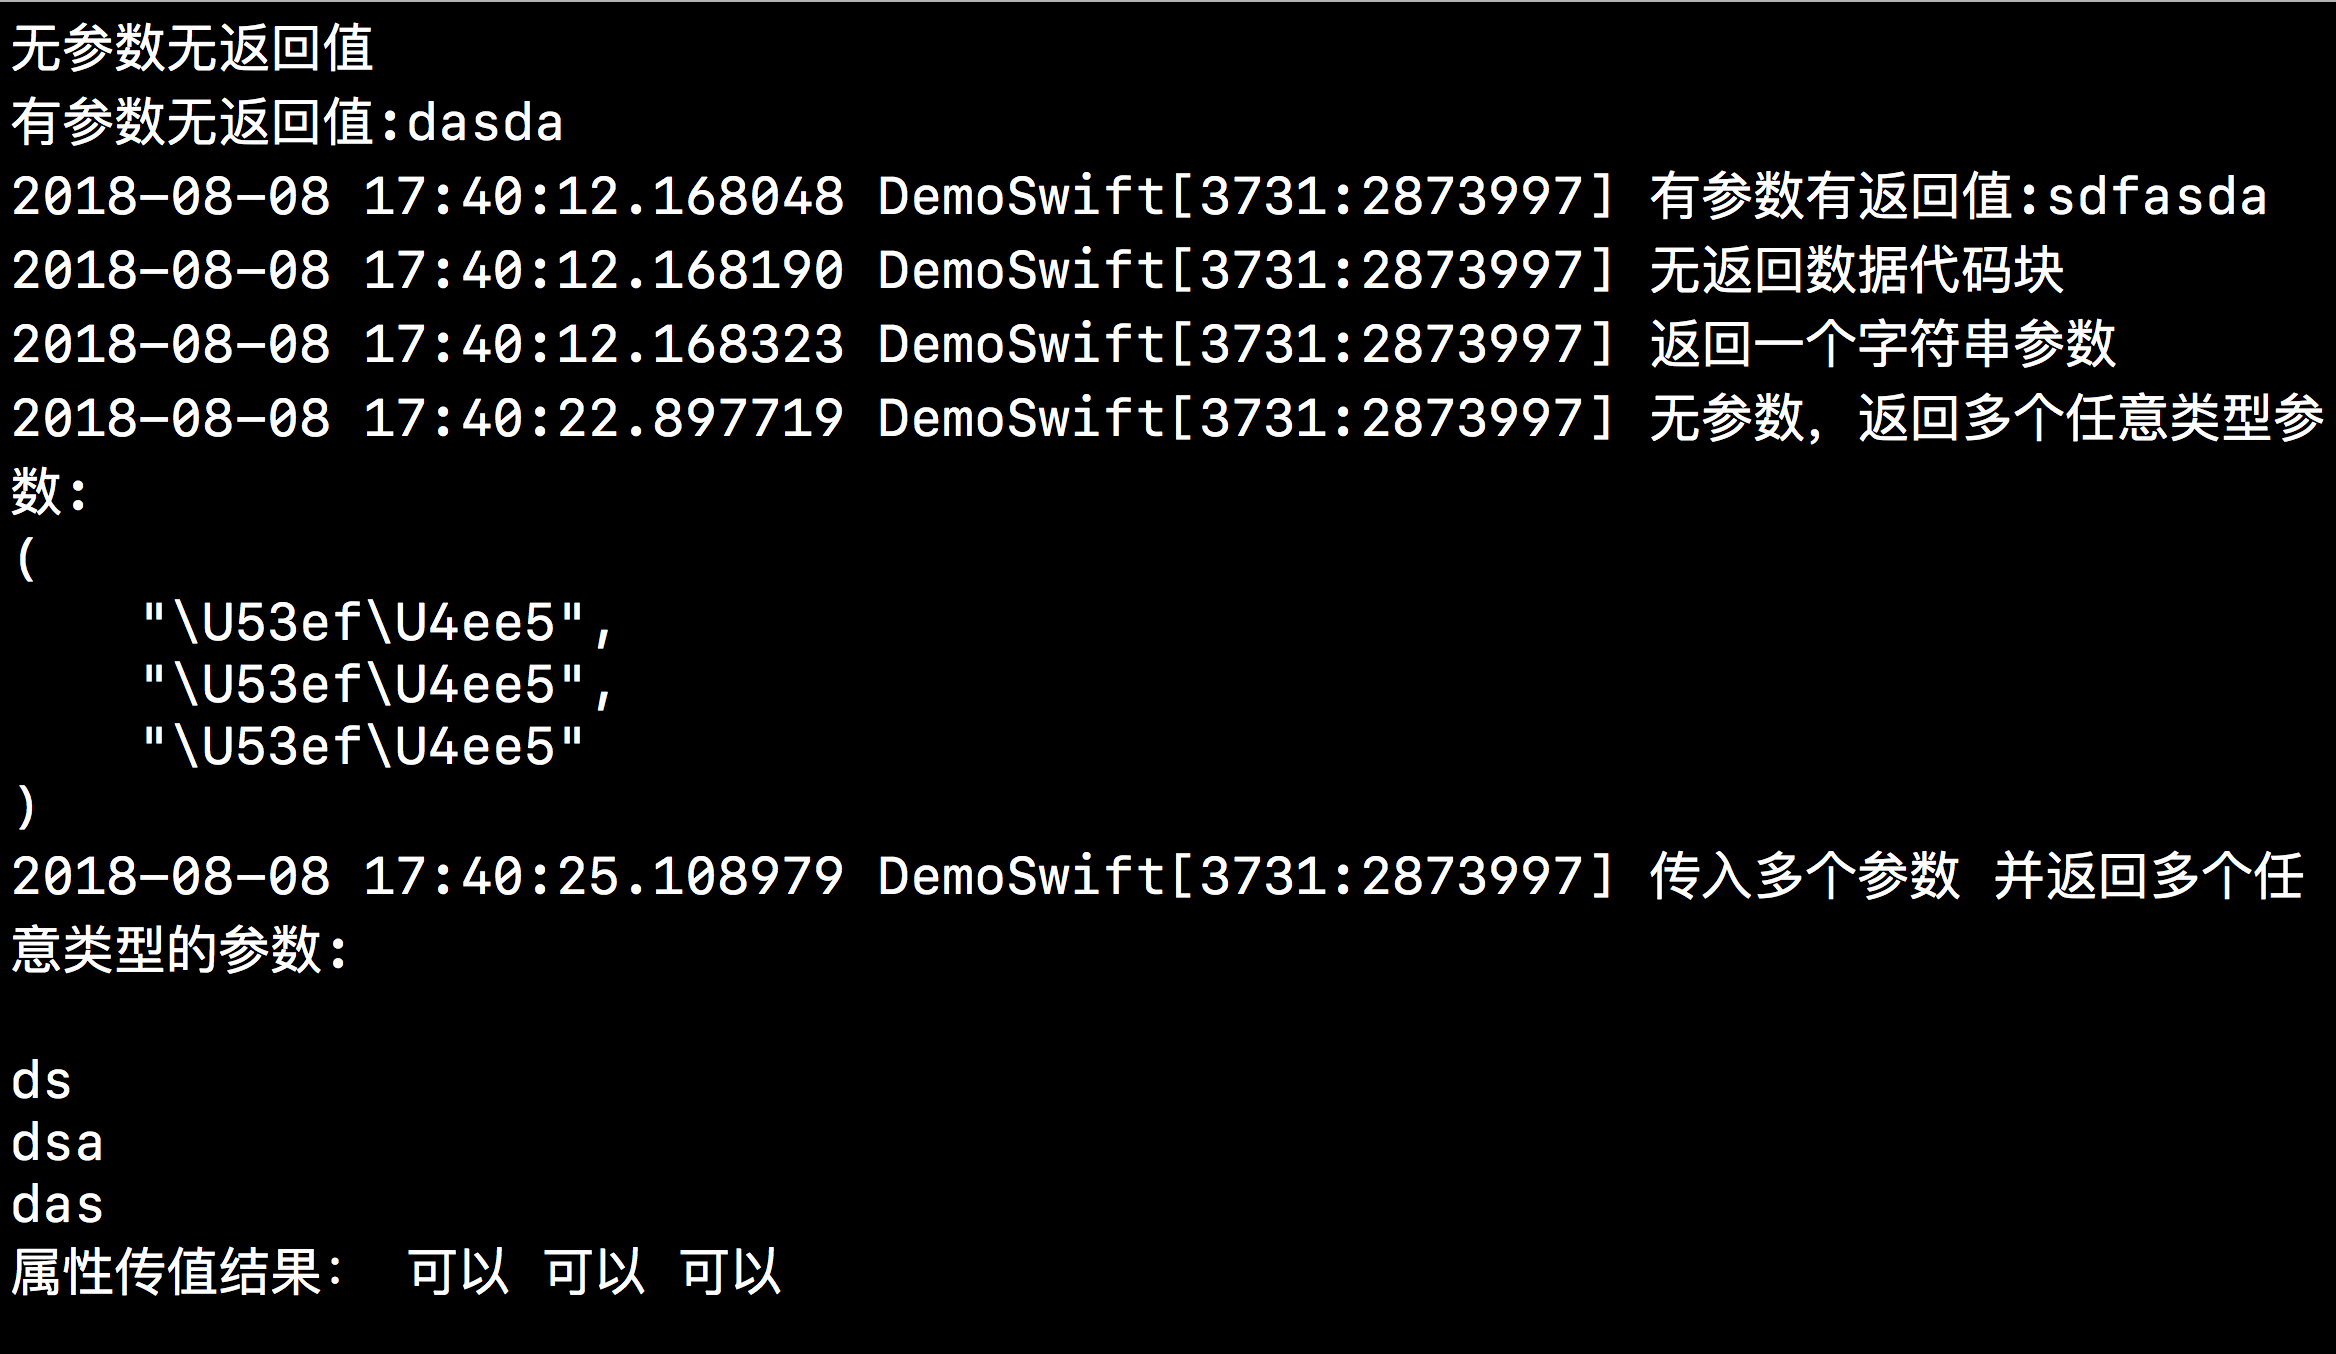 无参数无返回值
有参数无返回值:dasda
2018-08-08 17:40:12.168048 DemoSwift[3731:2873997] 有参数有返回值:sdfasda
2018-08-08 17:40:12.168190 DemoSwift[3731:2873997] 无返回数据代码块
2018-08-08 17:40:12.168323 DemoSwift[3731:2873997] 返回一个字符串参数
2018-08-08 17:40:22.897719 DemoSwift[3731:2873997] 无参数，返回多个任意类型参
数:
(
    "\U53ef\U4ee5",
    "\U53ef\U4ee5",
    "\U53ef\U4ee5"
)
2018-08-08 17:40:25.108979 DemoSwift[3731:2873997] 传入多个参数 并返回多个任
意类型的参数:
ds
dsa
das
属性传值结果： 可以 可以 可以